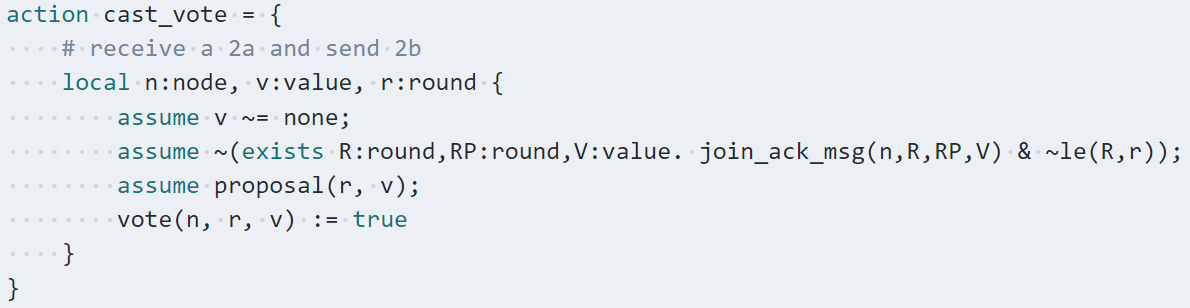 action cast_vote = {
    # receive a 2a and send 2b
    local n:node, v:value, r:round {
        assume v ~= none;
        assume ~(exists R:round,RP:round,V:value. join_ack_msg(n,R,RP,V) & ~le(R,r));
        assume proposal(r, v);
        vote(n, r, v) := true
    }
}